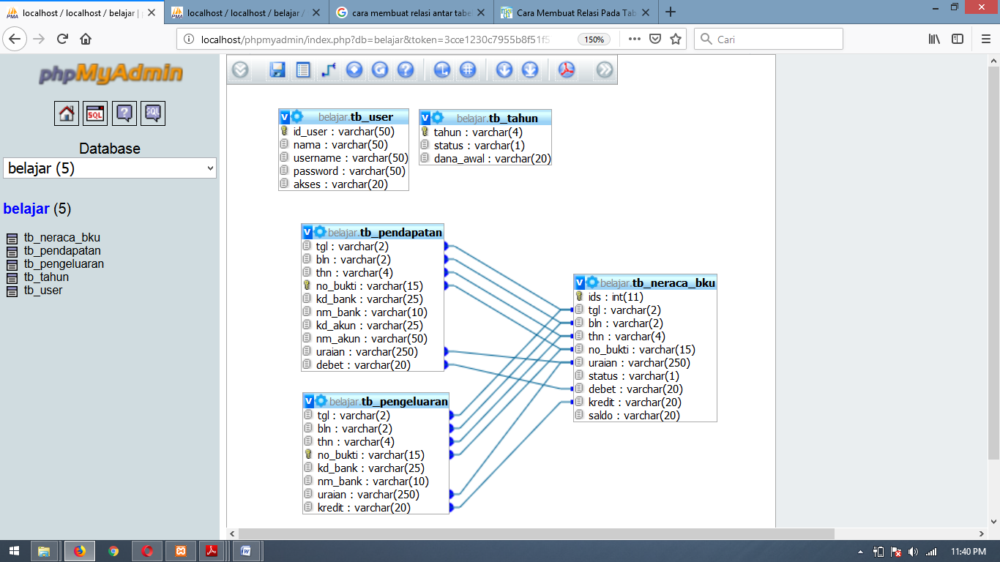 localhost / localhost / belajar | p
localhost / localhost / belajar /
cara membuat relasi antar tabel
Cara Membuat Relasi Pada Tab
localhost/phpmyadmin/index.php?db=belajar&token=3cce1230c7955b8f51f5
150%
Cari
phpMyAdmin
SQL
SQL
Database
belajar (5)
belajar (5)
tb_neraca_bku
tb_pendapatan
tb_pengeluaran
tb_tahun
tb_user
belajar.tb_user
id_user : varchar(50)
nama : varchar(50)
username : varchar(50)
password : varchar(50)
akses : varchar(20)
belajar.tb_tahun
tahun : varchar(4)
status : varchar(1)
dana_awal : varchar(20)
belajar.tb_pendapatan
tgl : varchar(2)
bln : varchar(2)
thn : varchar(4)
no_bukti : varchar(15)
kd_bank : varchar(25)
nm_bank : varchar(10)
kd_akun : varchar(25)
nm_akun : varchar(50)
uraian : varchar(250)
debet : varchar(20)
belajar.tb_pengeluaran
tgl : varchar(2)
bln : varchar(2)
thn : varchar(4)
no_bukti : varchar(15)
kd_bank : varchar(25)
nm_bank : varchar(10)
uraian : varchar(250)
kredit : varchar(20)
belajar.tb_neraca_bku
ids : int(11)
tgl : varchar(2)
bln : varchar(2)
thn : varchar(4)
no_bukti : varchar(15)
uraian : varchar(250)
status : varchar(1)
debet : varchar(20)
kredit : varchar(20)
saldo : varchar(20)
11:40 PM